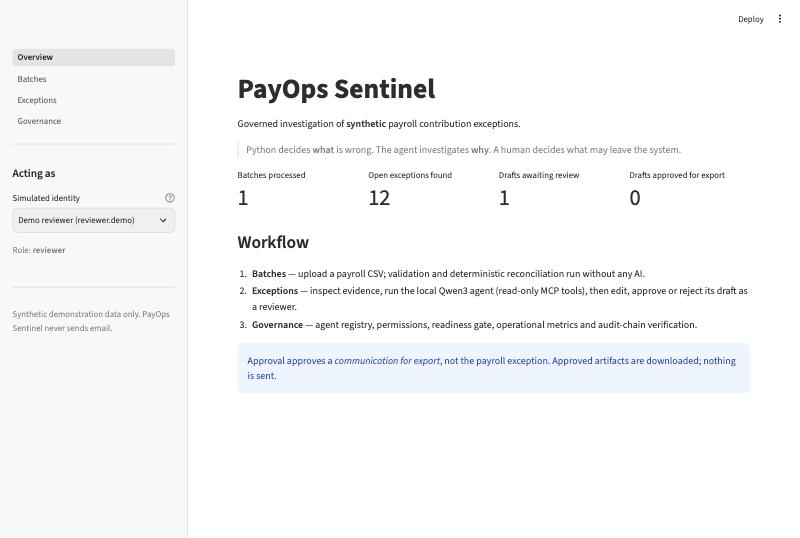 Deploy
Overview
Batches
Exceptions
Governance
Acting as
Simulated identity
Demo reviewer (reviewer.demo)
Role: reviewer
Synthetic demonstration data only. PayOps
Sentinel never sends email.
PayOps Sentinel
Governed investigation of synthetic payroll contribution exceptions.
Python decides what is wrong. The agent investigates why. A human decides what may leave the system.
Batches processed
1
Open exceptions found
12
Drafts awaiting review
1
Drafts approved for export
0
Workflow
1. Batches — upload a payroll CSV; validation and deterministic reconciliation run without any AI.
2. Exceptions — inspect evidence, run the local Qwen3 agent (read-only MCP tools), then edit, approve or reject its draft as
a reviewer.
3. Governance — agent registry, permissions, readiness gate, operational metrics and audit-chain verification.
Approval approves a communication for export, not the payroll exception. Approved artifacts are downloaded; nothing
is sent.